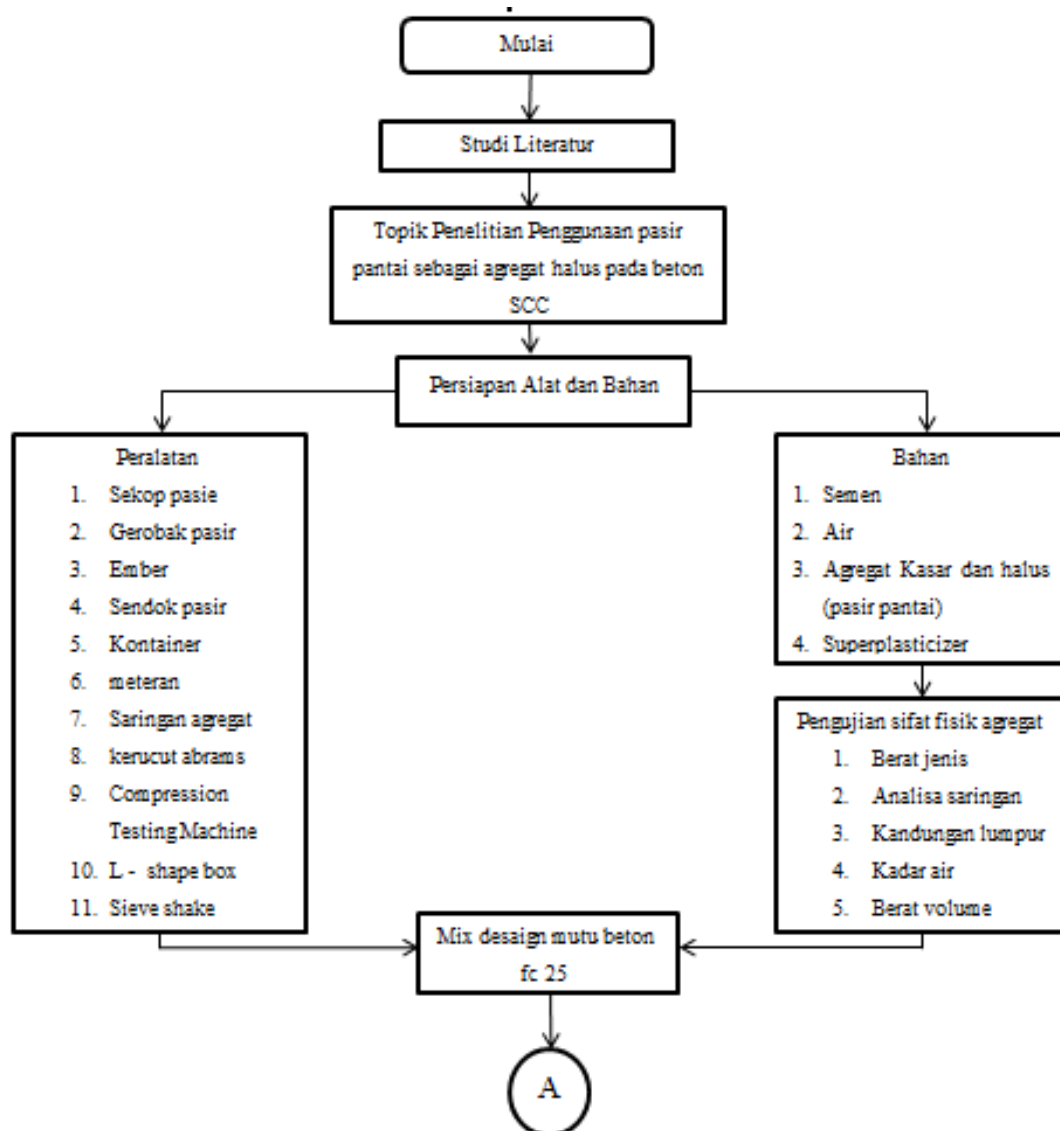 Mulai
Studi Literatur
Topik Penelitian Penggunaan pasir
pantai sebagai agregat halus pada beton
SCC
Persiapan Alat dan Bahan
Peralatan
1. Sekop pasie
2. Gerobak pasir
3. Ember
4. Sendok pasir
5. Kontainer
6. meteran
7. Saringan agregat
8. kerucut abrams
9. Compression
Testing Machine
10. L - shape box
11. Sieve shake
Bahan
1. Semen
2. Air
3. Agregat Kasar dan halus
(pasir pantai)
4. Superplasticizer
Pengujian sifat fisik agregat
1. Berat jenis
2. Analisa saringan
3. Kandungan lumpur
4. Kadar air
5. Berat volume
Mix desaign mutu beton
fc 25
A